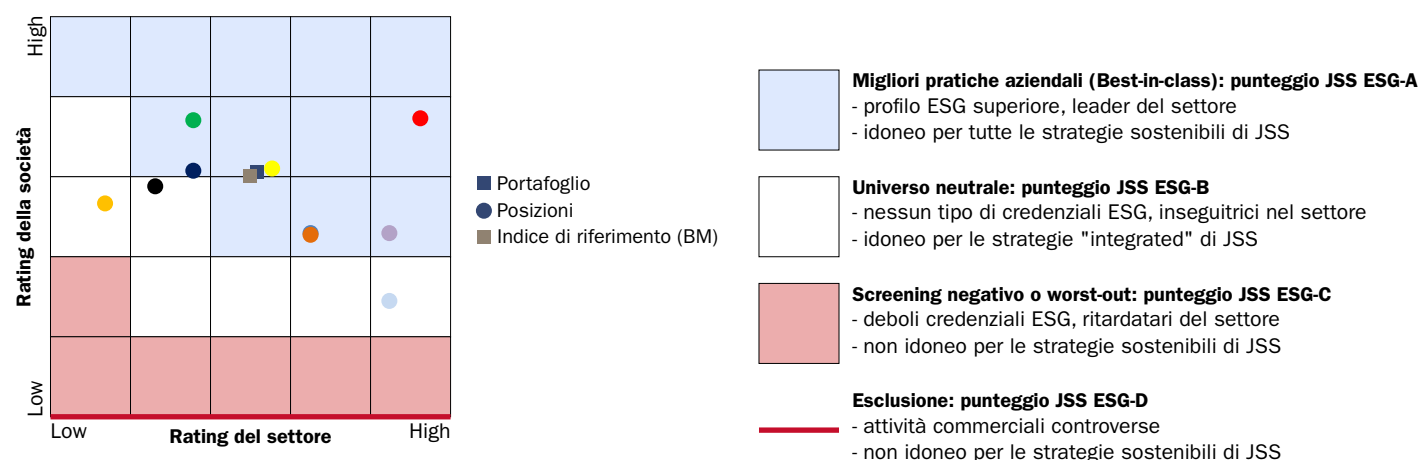 High
Rating della società
Low
Low
Rating del settore
High
Portafoglio
Posizioni
Indice di riferimento (BM)
Migliori pratiche aziendali (Best-in-class): punteggio JSS ESG-A
- profilo ESG superiore, leader del settore
- idoneo per tutte le strategie sostenibili di JSS
Universo neutrale: punteggio JSS ESG-B
- nessun tipo di credenziali ESG, inseguitrici nel settore
- idoneo per le strategie "integrated" di JSS
Screening negativo o worst-out: punteggio JSS ESG-C
- deboli credenziali ESG, ritardatari del settore
- non idoneo per le strategie sostenibili di JSS
Esclusione: punteggio JSS ESG-D
- attività commerciali controverse
- non idoneo per le strategie sostenibili di JSS